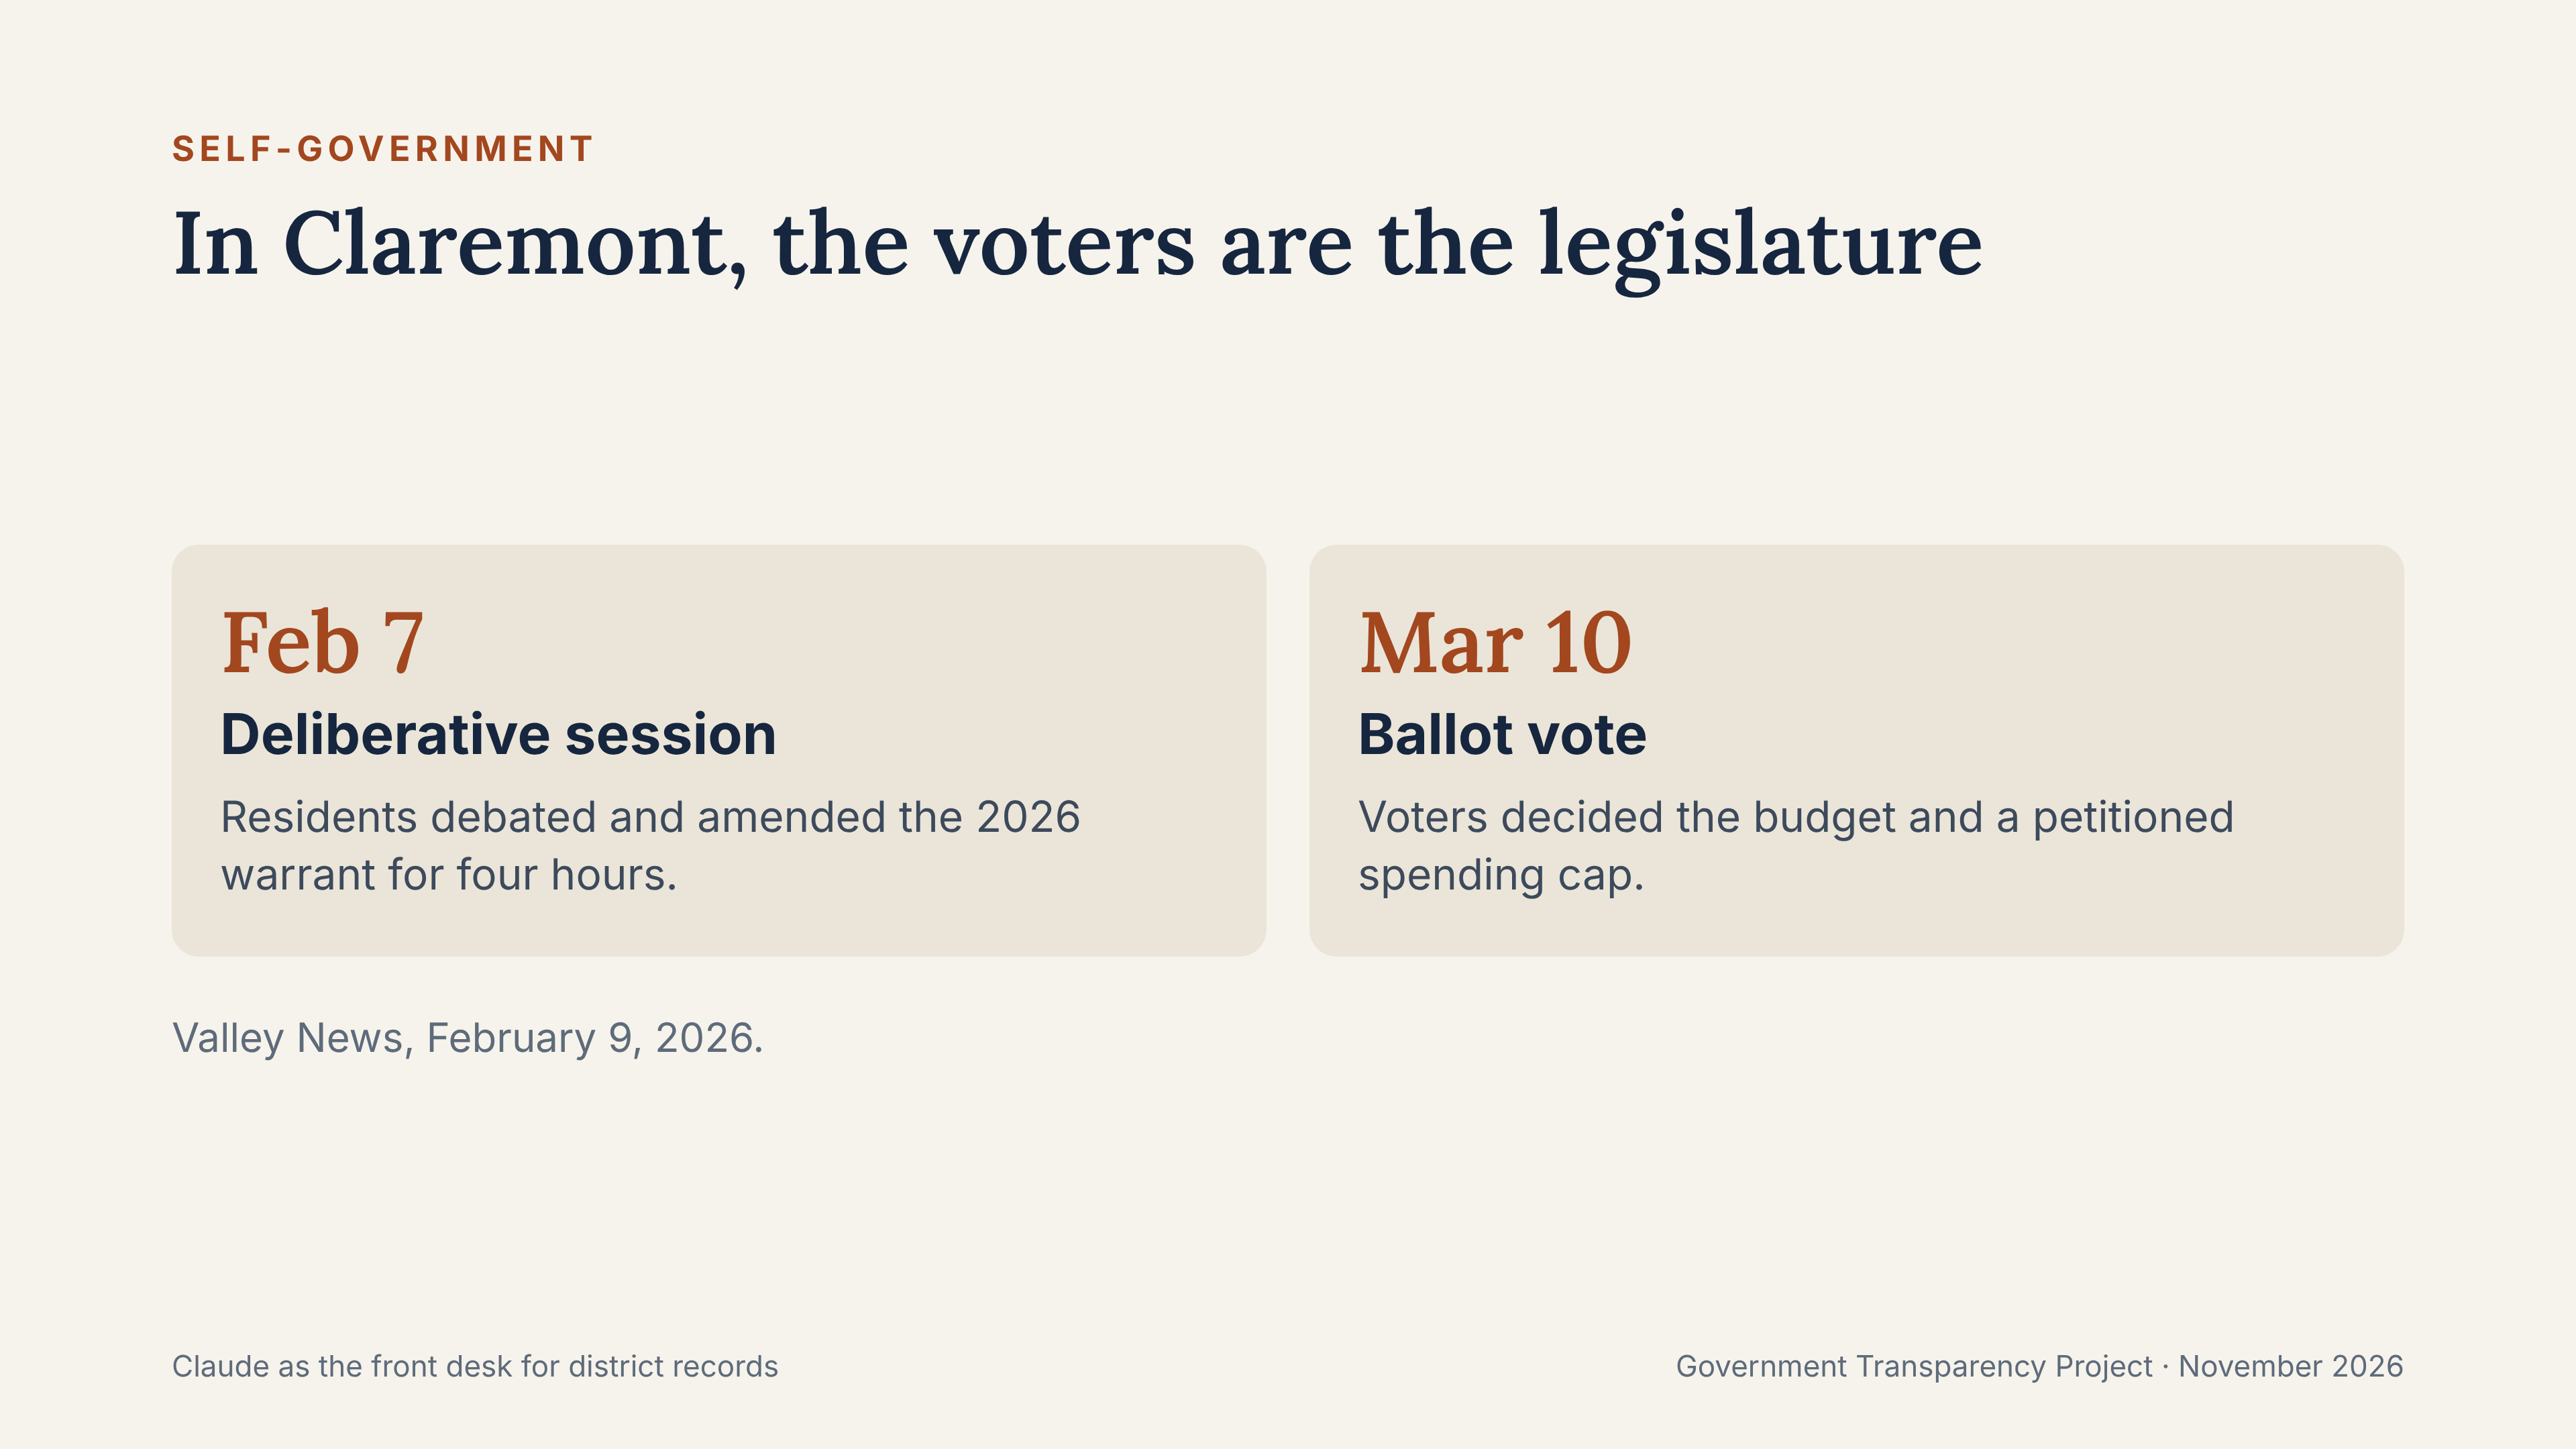 SELF-GOVERNMENT
In Claremont, the voters are the legislature
Feb 7
Deliberative session
Residents debated and amended the 2026
warrant for four hours.
Mar 10
Ballot vote
Voters decided the budget and a petitioned
spending cap.
Valley News, February 9, 2026.
Claude as the front desk for district records
Government Transparency Project · November 2026